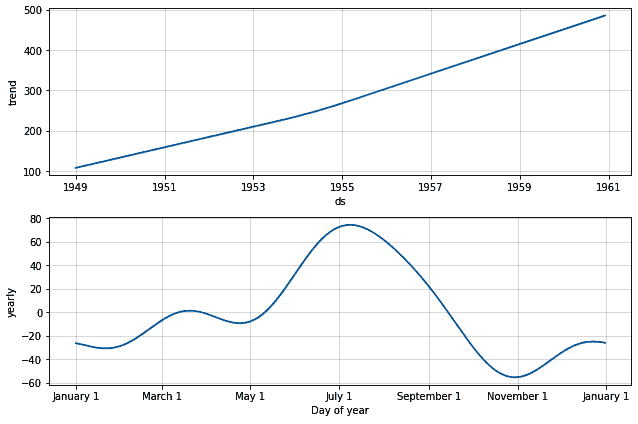 500
400
300
200
100
trend
1949 1951 1953 1955 1957 1959 1961
ds
80
60
40
20
0
−20
−40
−60
yearly
January 1 March 1 May 1 July 1 September 1 November 1 January 1
Day of year